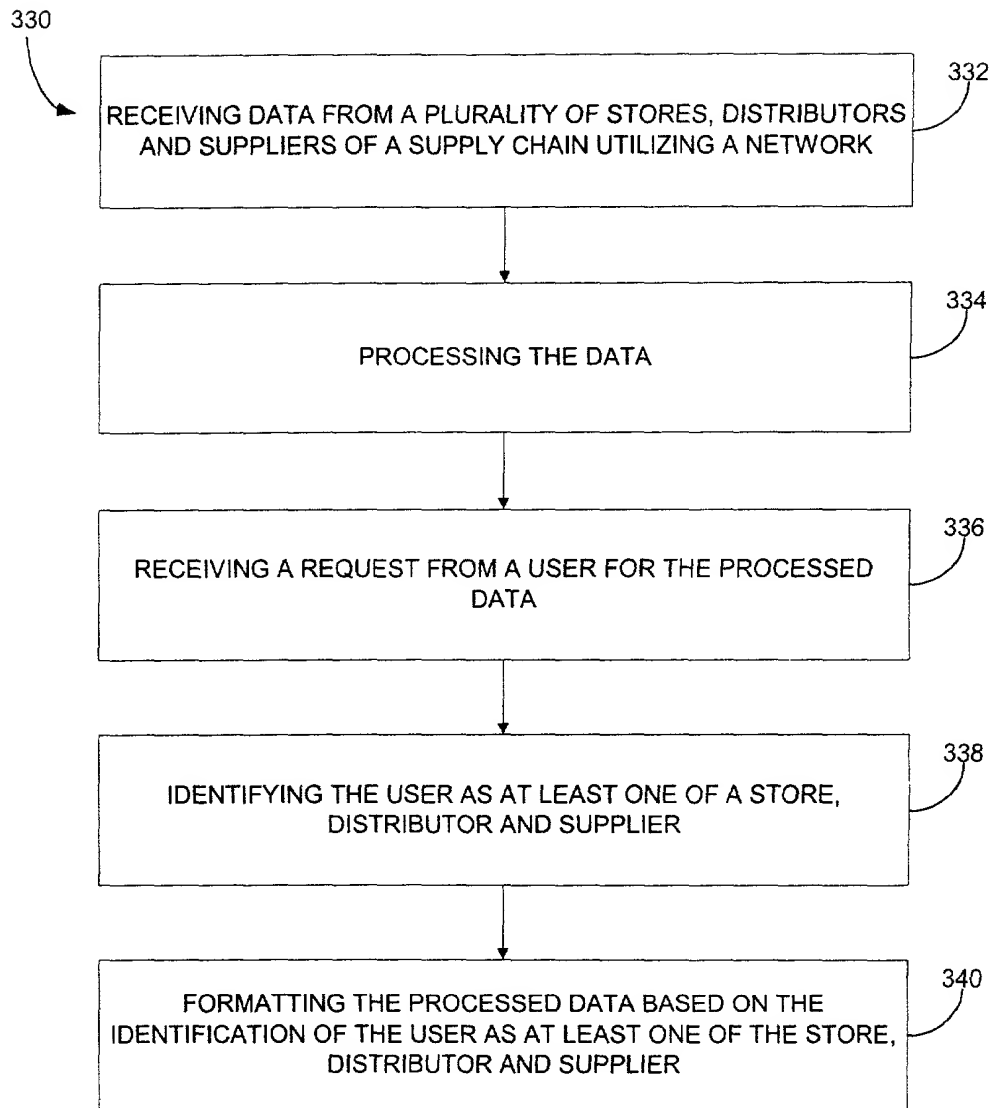 330
332
RECEIVING DATA FROM A PLURALITY OF STORES, DISTRIBUTORS
AND SUPPLIERS OF A SUPPLY CHAIN UTILIZING A NETWORK
334
PROCESSING THE DATA
336
RECEIVING A REQUEST FROM A USER FOR THE PROCESSED
DATA
338
IDENTIFYING THE USER AS AT LEAST ONE OF A STORE,
DISTRIBUTOR AND SUPPLIER
340
FORMATTING THE PROCESSED DATA BASED ON THE
IDENTIFICATION OF THE USER AS AT LEAST ONE OF THE STORE,
DISTRIBUTOR AND SUPPLIER